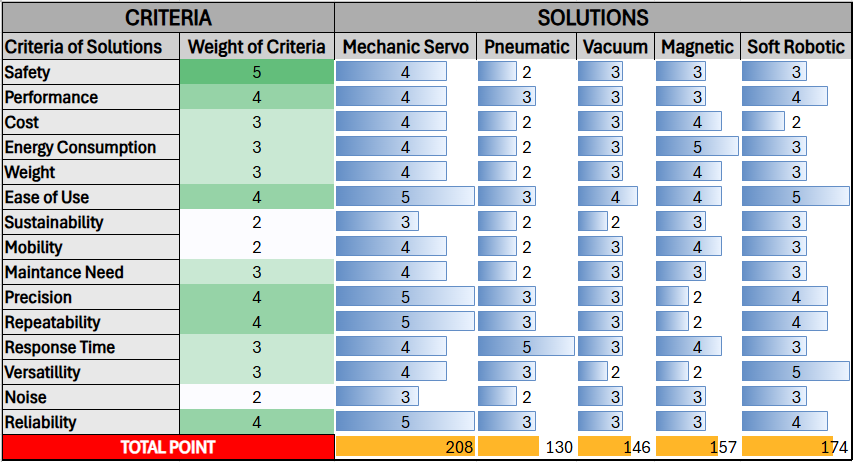 CRITERIA SOLUTIONS
Criteria of Solutions Weight of Criteria Mechanic Servo Pneumatic Vacuum Magnetic Soft Robotic
Safety 5 4 2 3 3 3
Performance 4 4 3 3 3 4
Cost 3 4 2 3 4 2
Energy Consumption 3 4 2 3 5 3
Weight 3 4 2 3 4 3
Ease of Use 4 5 3 4 4 5
Sustainability 2 3 2 2 3 3
Mobility 2 4 2 3 4 3
Maintance Need 3 4 2 3 3 3
Precision 4 5 3 3 2 4
Repeatability 4 5 3 3 2 4
Response Time 3 4 5 3 4 3
Versatillity 3 4 3 2 2 5
Noise 2 3 2 3 3 3
Reliability 4 5 3 3 3 4
TOTAL POINT 208 130 146 157 174